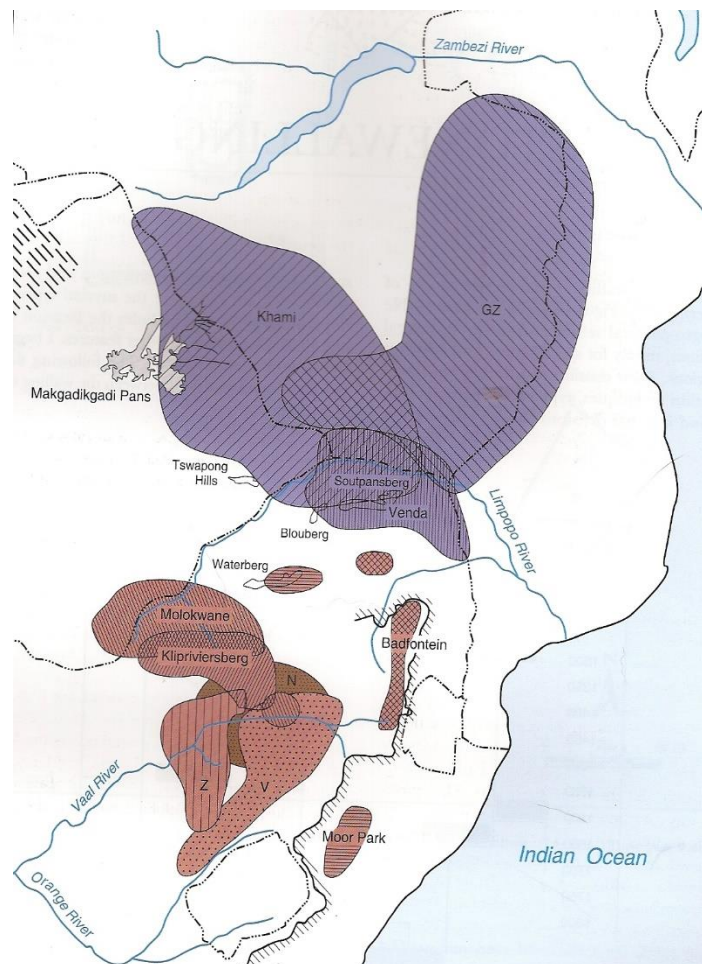 Zambezi River
Khami
GZ
Makgadikgadi Pans
Tswapong
Hills
Soutpansberg
Venda
Blouberg
Limpopo River
Waterberg
Molokwane
Badfontein
Klipriviersberg
N
Z
V
Vaal River
Moor Park
Indian Ocean
Orange River